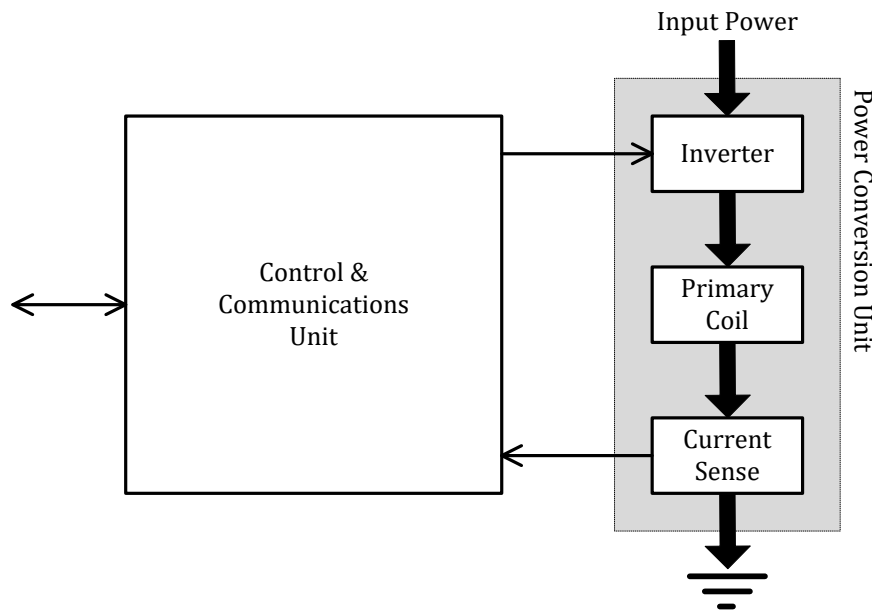 Input Power
Inverter
Primary
Coil
Current
Sense
Power Conversion Unit
Control &
Communications
Unit